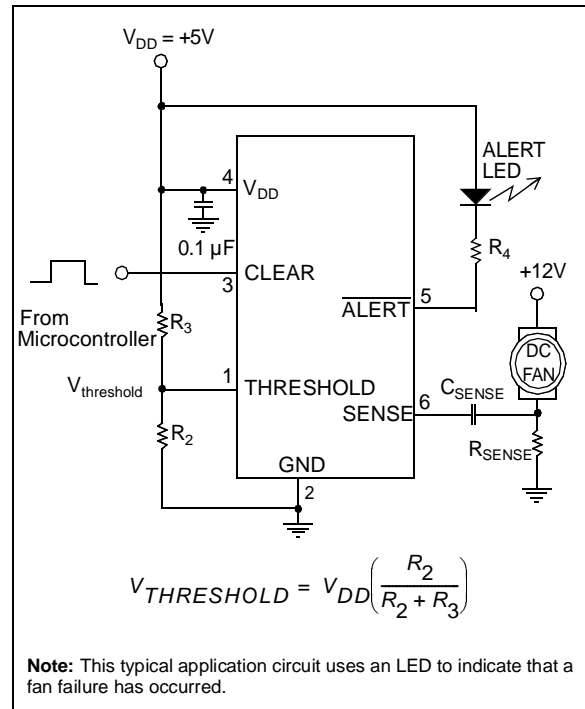 V_DD = +5V
ALERT
LED
4
V_DD
0.1 µF
R_4
+12V
CLEAR
3
From
Microcontroller
R_3
ALERT
5
DC
FAN
V_threshold
1
THRESHOLD
C_SENSE
SENSE
6
R_2
R_SENSE
GND
2
V_THRESHOLD = V_DD(R_2 / (R_2 + R_3))
Note: This typical application circuit uses an LED to indicate that a
fan failure has occurred.